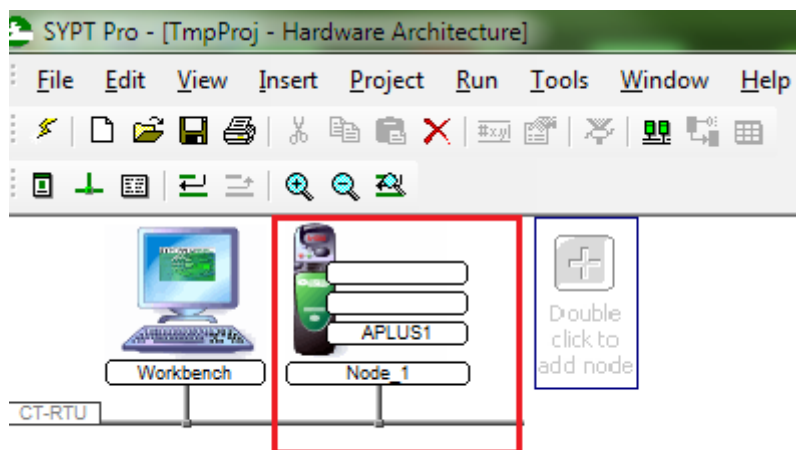 SYPT Pro - [TmpProj - Hardware Architecture]
File Edit View Insert Project Run Tools Window Help
#x,y|
APLUS1
Workbench
Node_1
Double
click to
add node
CT-RTU